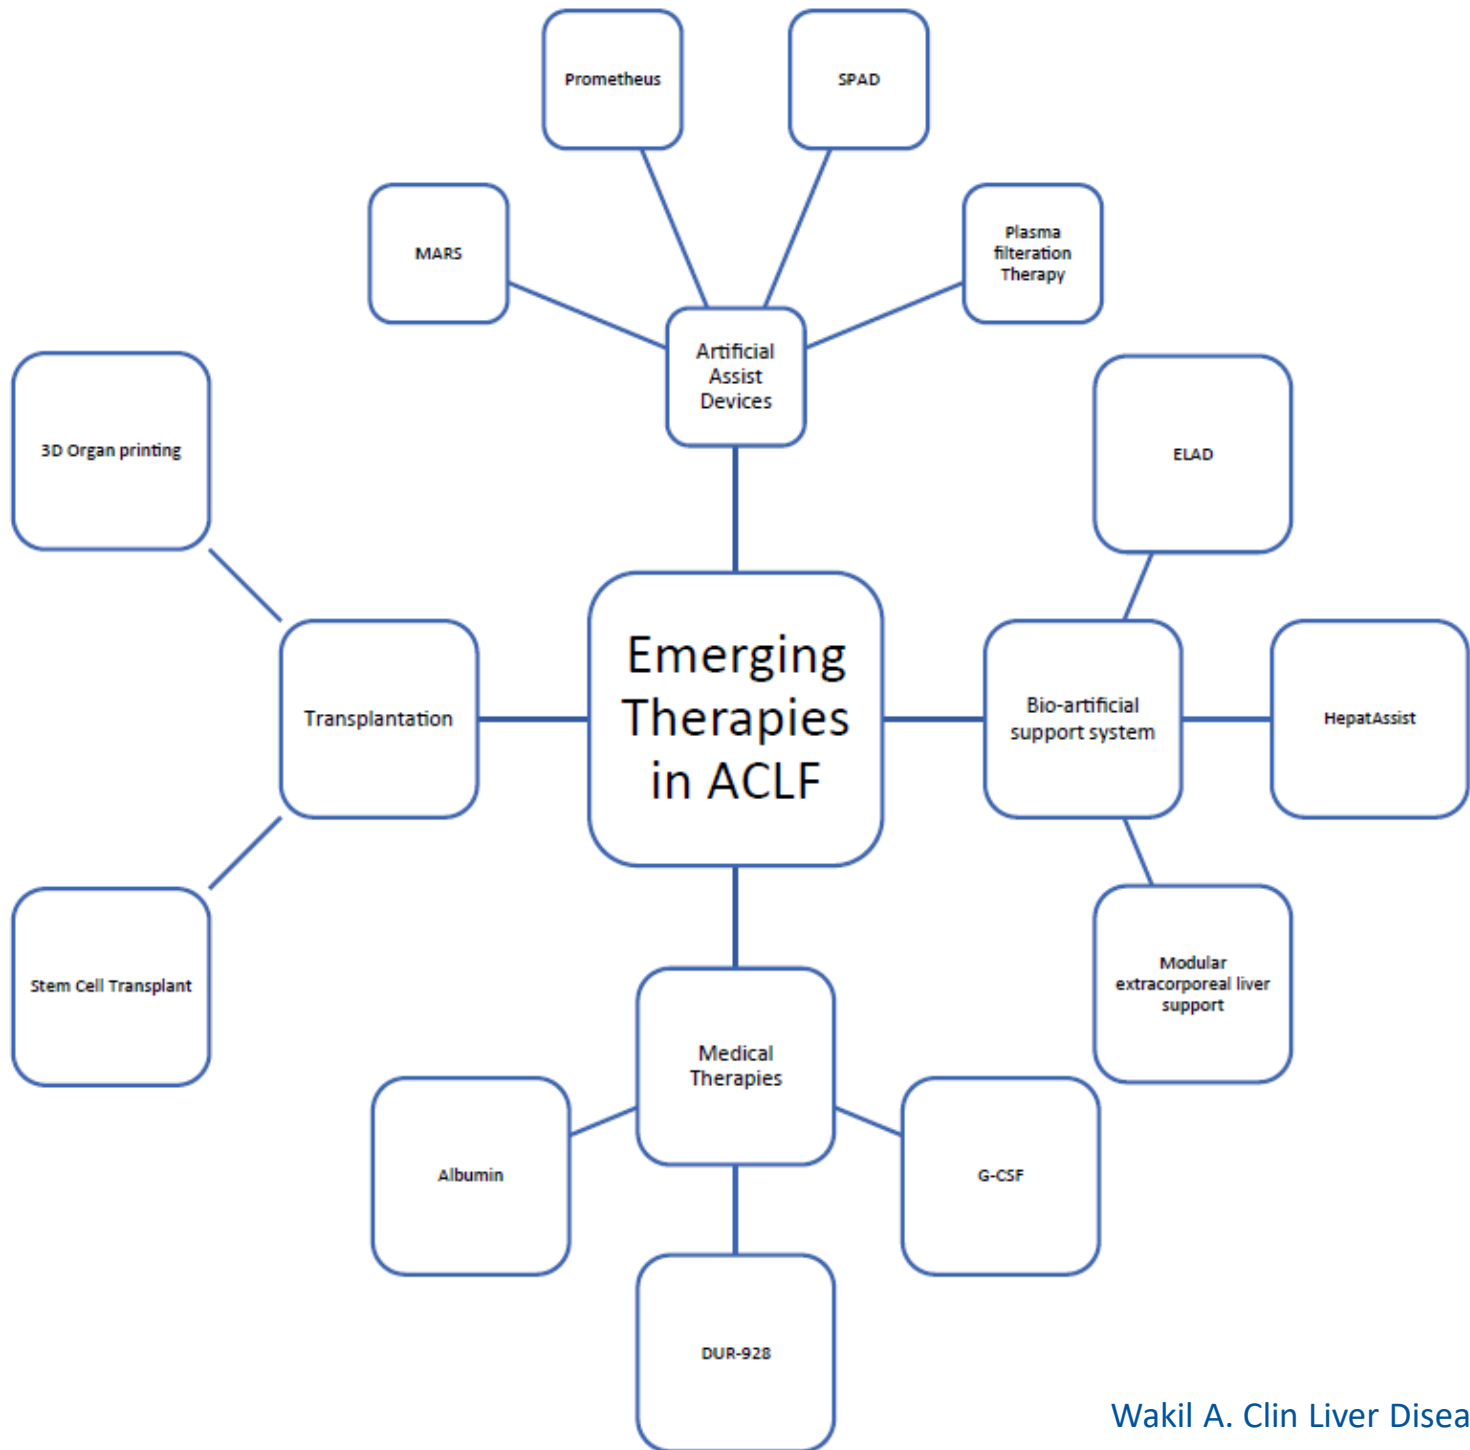 Prometheus
SPAD
MARS
Plasma
filteration
Therapy
Artificial
Assist
Devices
3D Organ printing
ELAD
Emerging
Therapies
in ACLF
Transplantation
Bio-artificial
support system
HepatAssist
Stem Cell Transplant
Modular
extracorporeal liver
support
Medical
Therapies
Albumin
G-CSF
DUR-928
Wakil A. Clin Liver Disea